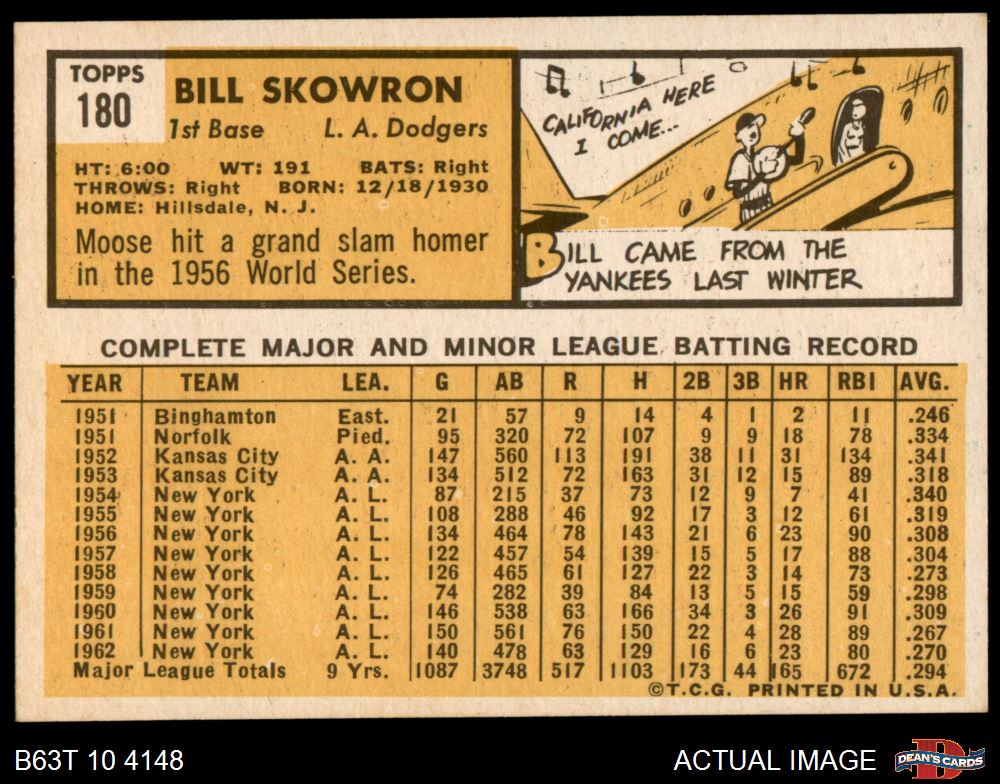 TOPPS
180
BILL SKOWRON
1st Base L. A. Dodgers
HT: 6:00 WT: 191 BATS: Right
THROWS: Right BORN: 12/18/1930
HOME: Hillsdale, N. J.
Moose hit a grand slam homer
in the 1956 World Series.
CALIFORNIA HERE
I COME...
BILL CAME FROM THE
YANKEES LAST WINTER
COMPLETE MAJOR AND MINOR LEAGUE BATTING RECORD
YEAR TEAM LEA. G AB R H 2B 3B HR RBI AVG.
1951 Binghamton East. 21 57 9 14 4 1 2 11 .246
1951 Norfolk Pied. 95 320 72 107 9 9 18 78 .334
1952 Kansas City A. A. 147 560 113 191 38 11 31 134 .341
1953 Kansas City A. A. 134 512 72 163 31 12 15 89 .318
1954 New York A. L. 87 215 37 73 12 9 7 41 .340
1955 New York A. L. 108 288 46 92 17 3 12 61 .319
1956 New York A. L. 134 464 78 143 21 6 23 90 .308
1957 New York A. L. 122 457 54 139 15 5 17 88 .304
1958 New York A. L. 126 465 61 127 22 3 14 73 .273
1959 New York A. L. 74 282 39 84 13 5 15 59 .298
1960 New York A. L. 146 538 63 166 34 3 26 91 .309
1961 New York A. L. 150 561 76 150 22 4 28 89 .267
1962 New York A. L. 140 478 63 129 16 6 23 80 .270
Major League Totals 9 Yrs. 1087 3748 517 1103 173 44 165 672 .294
©T.C.G. PRINTED IN U.S.A.
B63T 10 4148
ACTUAL IMAGE
DEAN'S CARDS